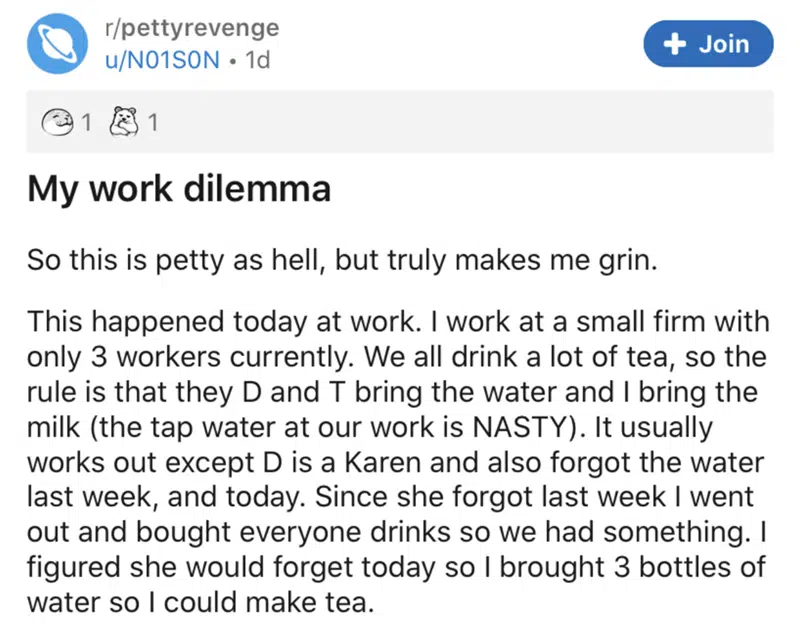 r/pettyrevenge
u/N01S0N • 1d
+ Join
1 1
My work dilemma
So this is petty as hell, but truly makes me grin.
This happened today at work. I work at a small firm with
only 3 workers currently. We all drink a lot of tea, so the
rule is that they D and T bring the water and I bring the
milk (the tap water at our work is NASTY). It usually
works out except D is a Karen and also forgot the water
last week, and today. Since she forgot last week I went
out and bought everyone drinks so we had something. I
figured she would forget today so I brought 3 bottles of
water so I could make tea.